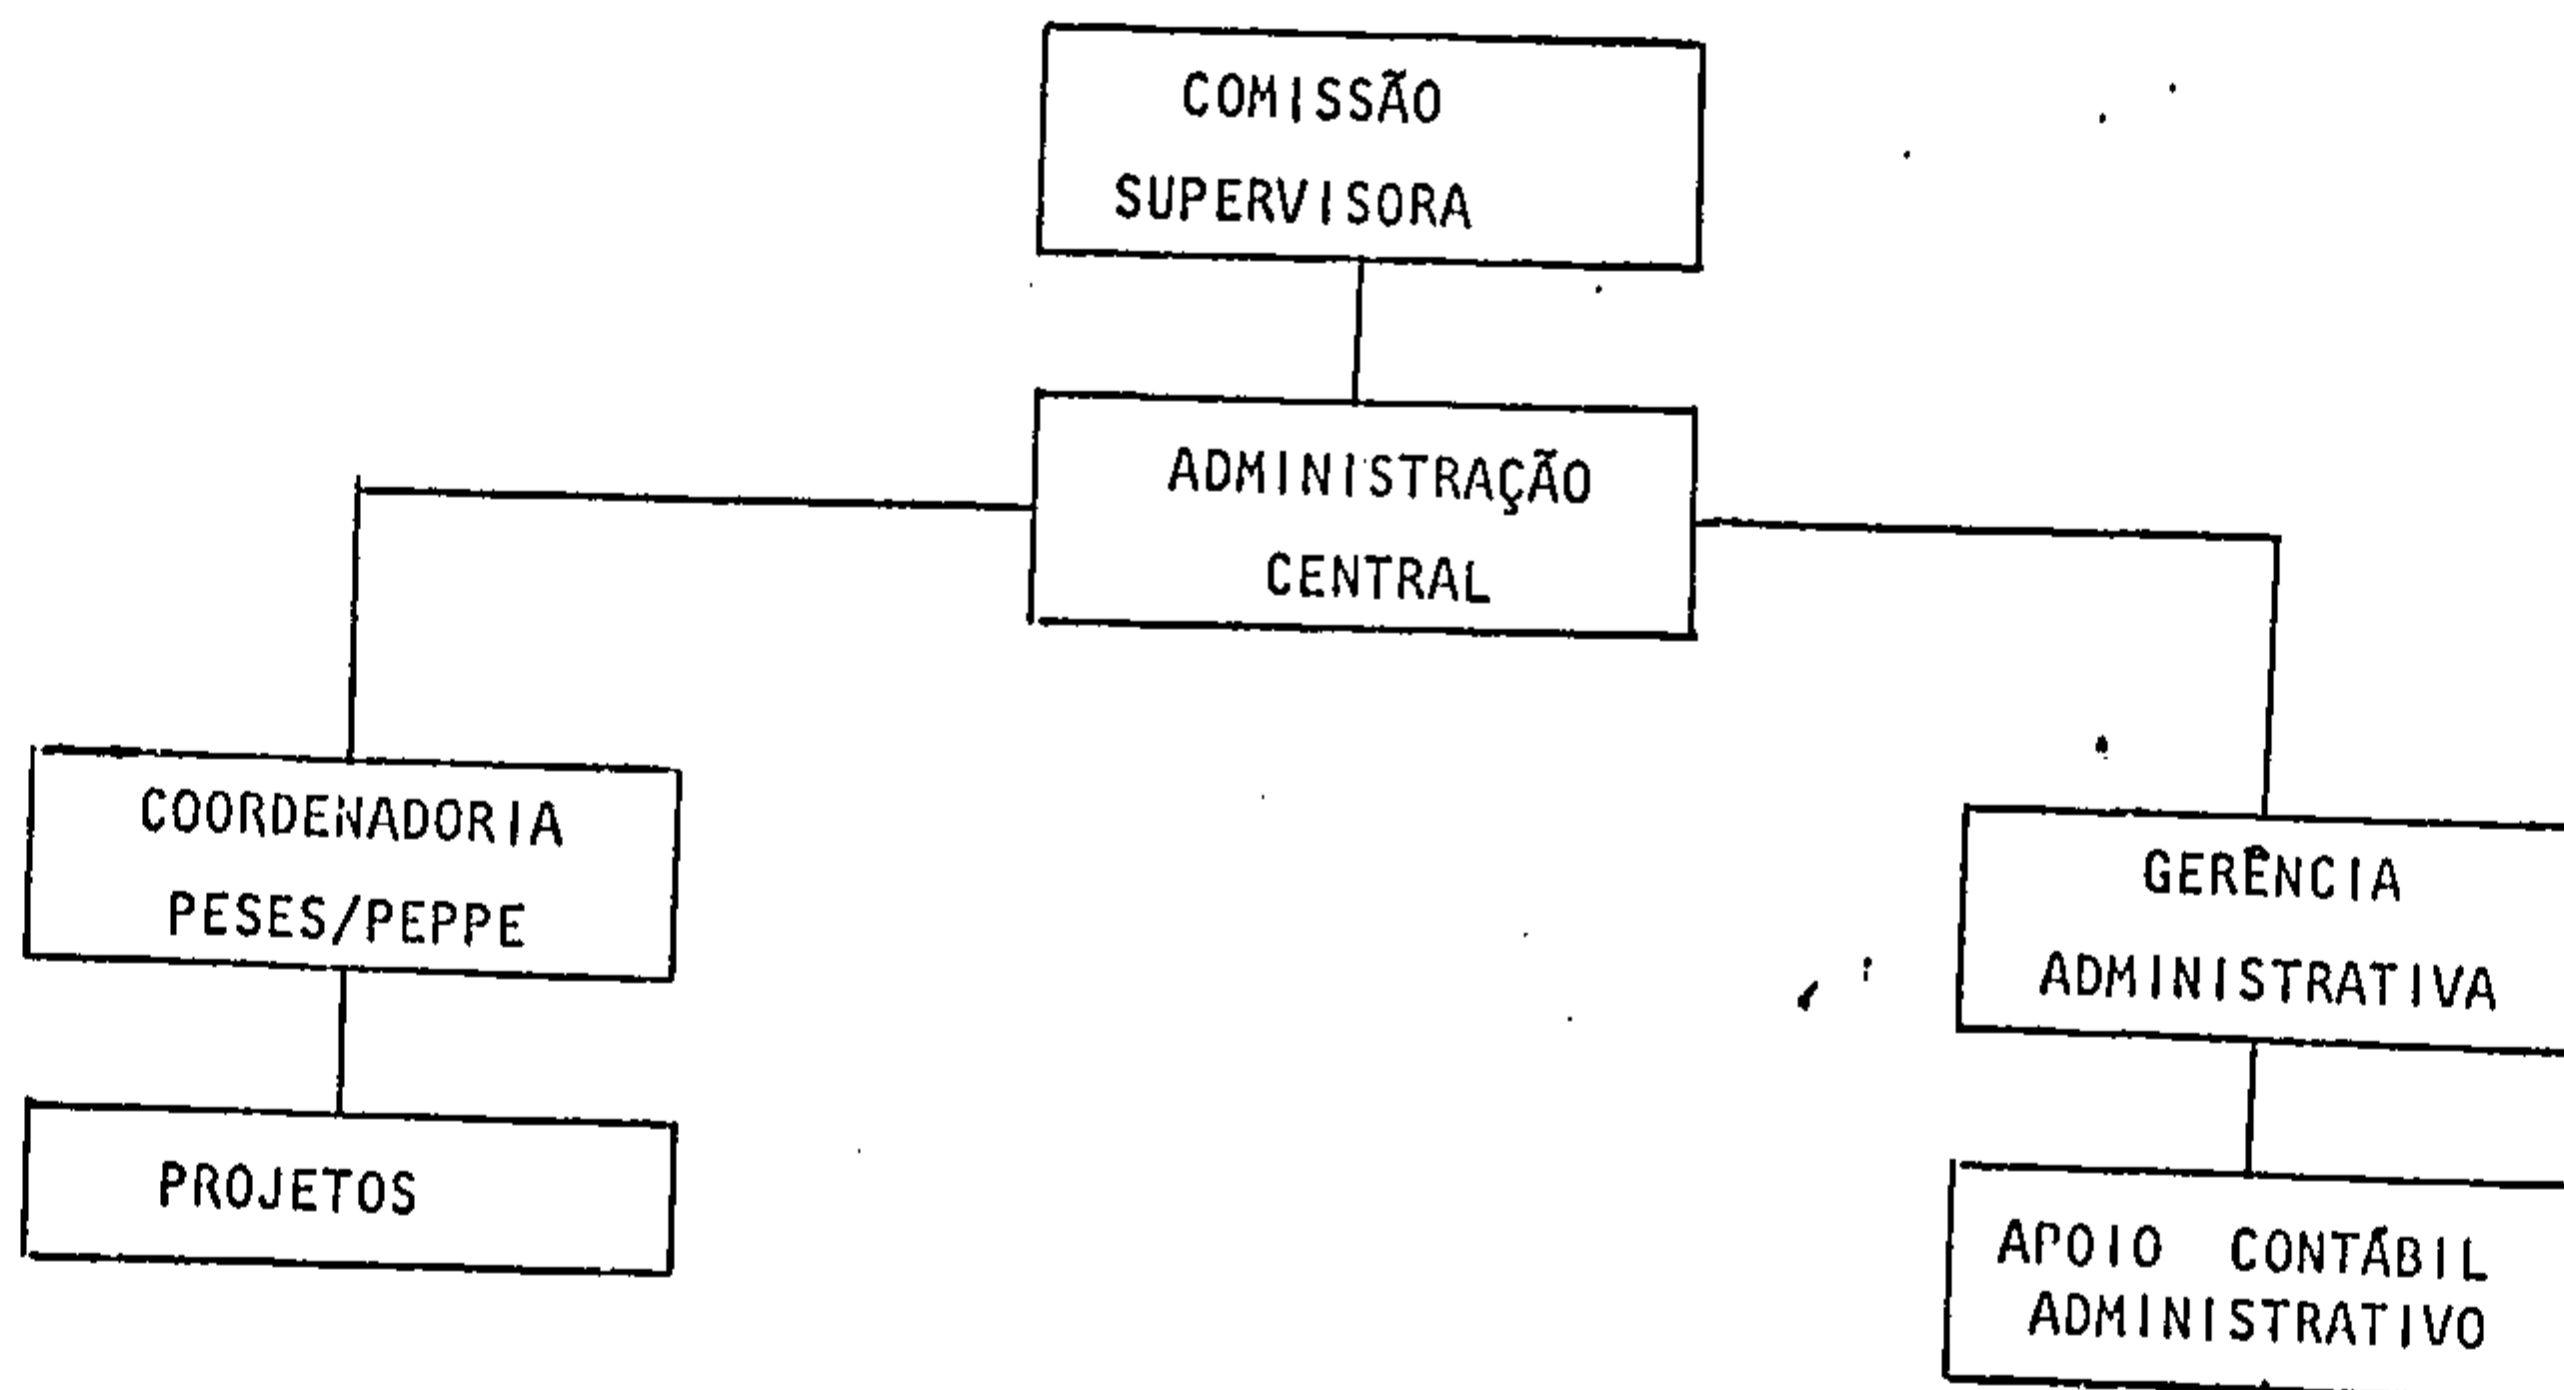 COMISSÃO
SUPERVISORA
ADMINISTRAÇÃO
CENTRAL
COORDENADORIA
PESES/PEPPE
GERÊNCIA
ADMINISTRATIVA
PROJETOS
APOIO CONTÁBIL
ADMINISTRATIVO